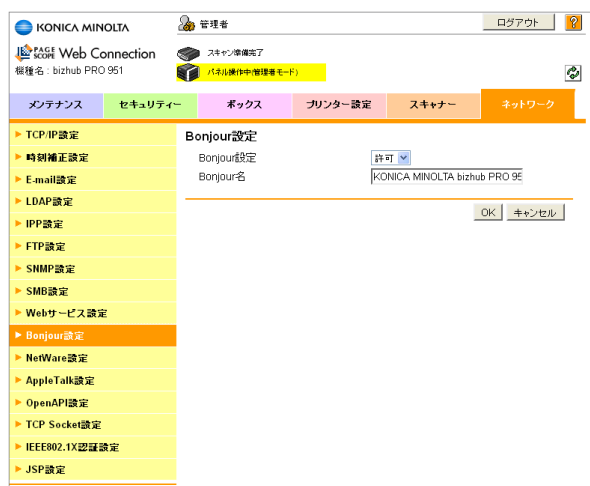 KONICA MINOLTA
管理者
ログアウト
?
PAGE SCOPE Web Connection
スキャン準備完了
機種名 : bizhub PRO 951
パネル操作中(管理者モード)
メンテナンス
セキュリティー
ボックス
プリンター設定
スキャナー
ネットワーク
TCP/IP設定
時刻補正設定
E-mail設定
LDAP設定
IPP設定
FTP設定
SNMP設定
SMB設定
Webサービス設定
Bonjour設定
NetWare設定
AppleTalk設定
OpenAPI設定
TCP Socket設定
IEEE802.1X認証設定
JSP設定
Bonjour設定
Bonjour設定
許可
Bonjour名
KONICA MINOLTA bizhub PRO 95
OK
キャンセル